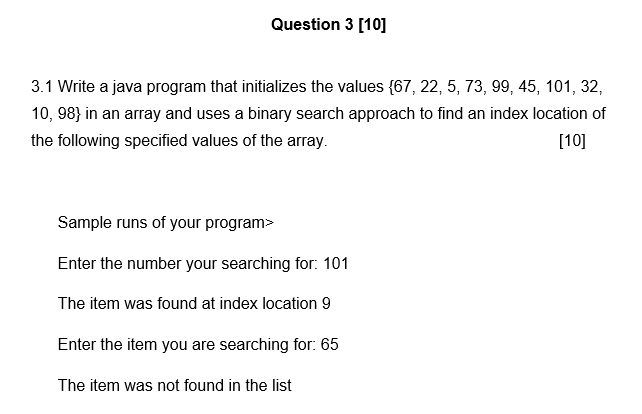 Question 3 [10]
3.1 Write a java program that initializes the values {67, 22, 5, 73, 99, 45, 101, 32,
10, 98} in an array and uses a binary search approach to find an index location of
the following specified values of the array. [10]
Sample runs of your program>
Enter the number your searching for: 101
The item was found at index location 9
Enter the item you are searching for: 65
The item was not found in the list